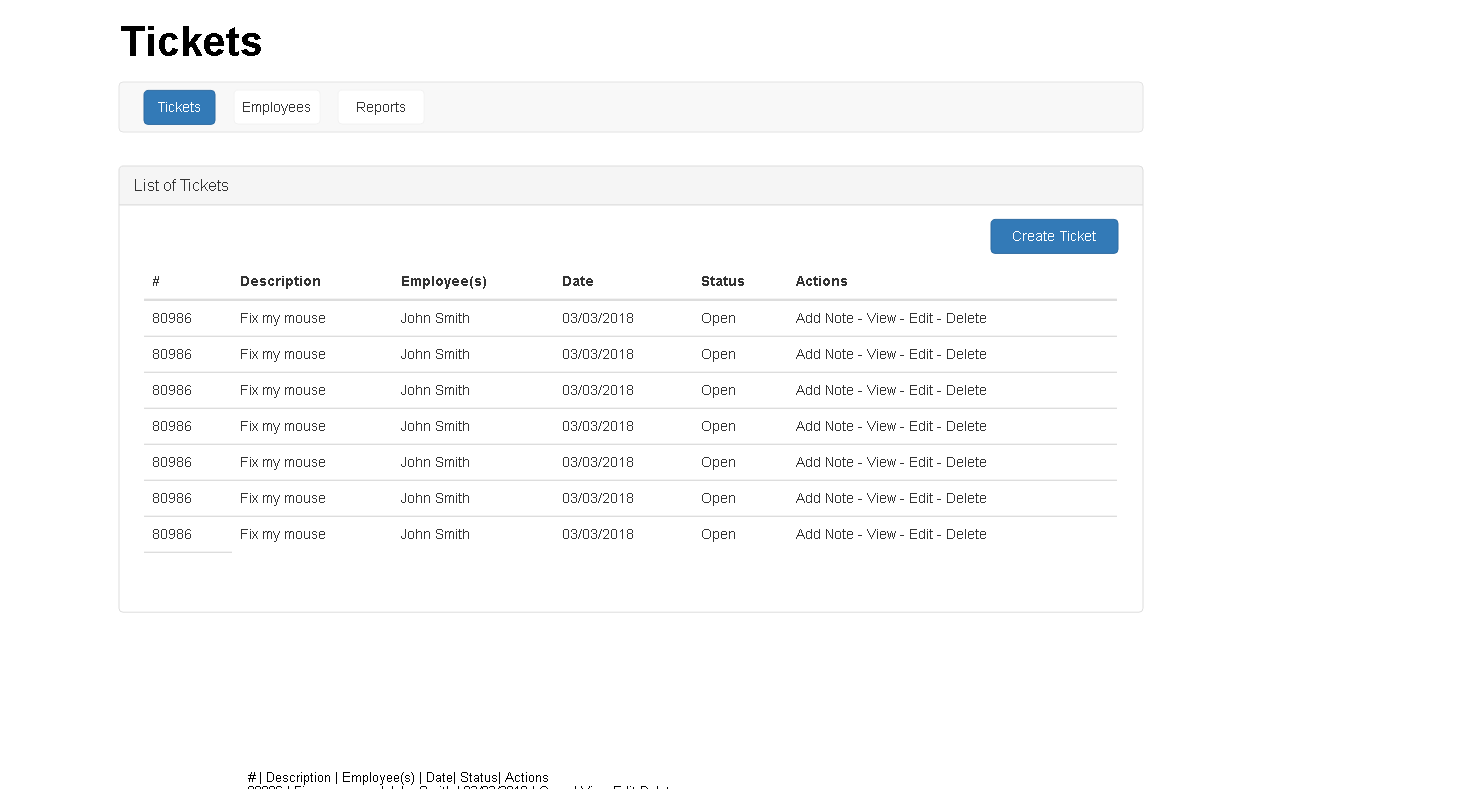 Tickets
Tickets Employees Reports
List of Tickets
Create Ticket
# Description Employee(s) Date Status Actions
80986 Fix my mouse John Smith 03/03/2018 Open Add Note - View - Edit - Delete
80986 Fix my mouse John Smith 03/03/2018 Open Add Note - View - Edit - Delete
80986 Fix my mouse John Smith 03/03/2018 Open Add Note - View - Edit - Delete
80986 Fix my mouse John Smith 03/03/2018 Open Add Note - View - Edit - Delete
80986 Fix my mouse John Smith 03/03/2018 Open Add Note - View - Edit - Delete
80986 Fix my mouse John Smith 03/03/2018 Open Add Note - View - Edit - Delete
80986 Fix my mouse John Smith 03/03/2018 Open Add Note - View - Edit - Delete
# | Description | Employee(s) | Date| Status| Actions